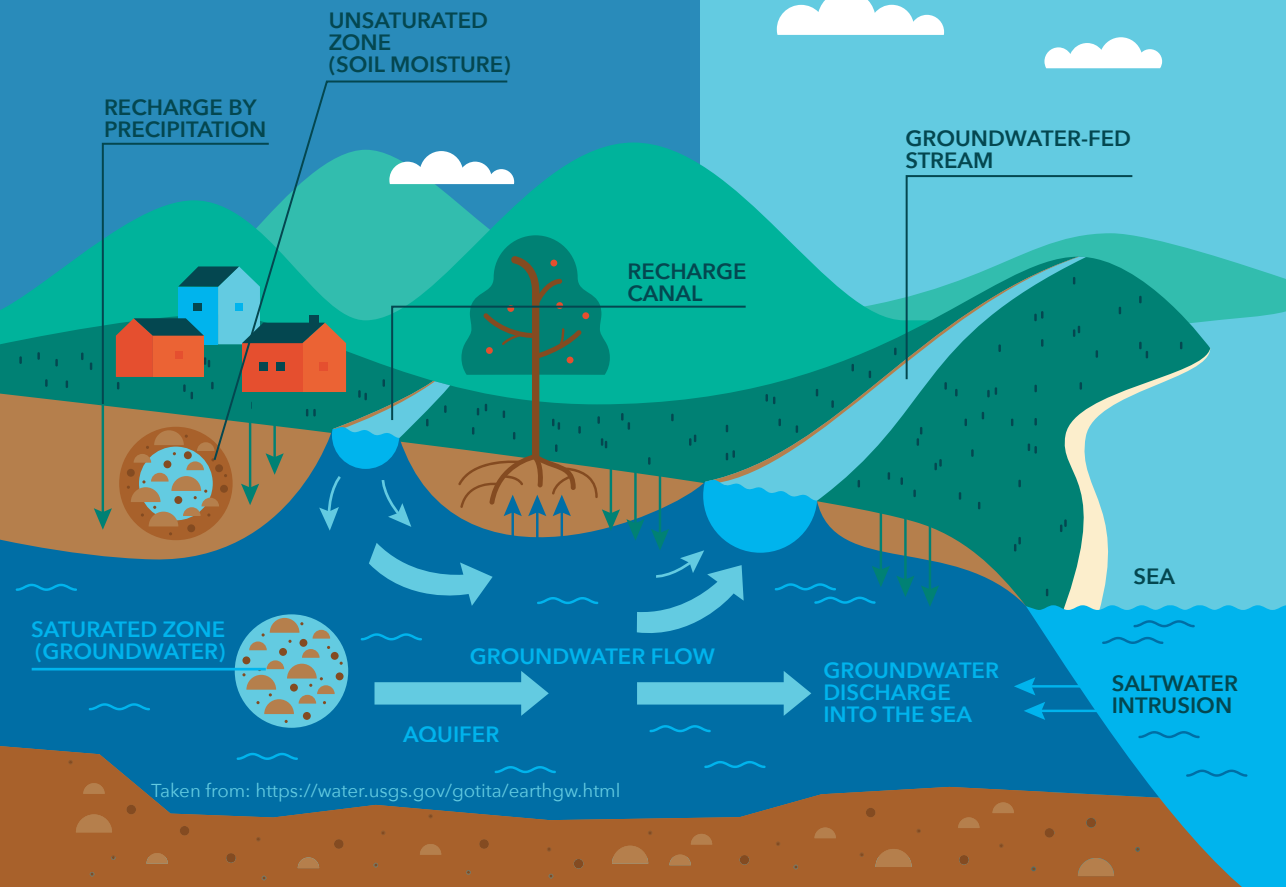 UNSATURATED
ZONE
(SOIL MOISTURE)
RECHARGE BY
PRECIPITATION
GROUNDWATER-FED
STREAM
RECHARGE
CANAL
SEA
SATURATED ZONE
(GROUNDWATER)
GROUNDWATER FLOW
GROUNDWATER
DISCHARGE
INTO THE SEA
SALTWATER
INTRUSION
AQUIFER
Taken from: https://water.usgs.gov/gotita/earthgw.html